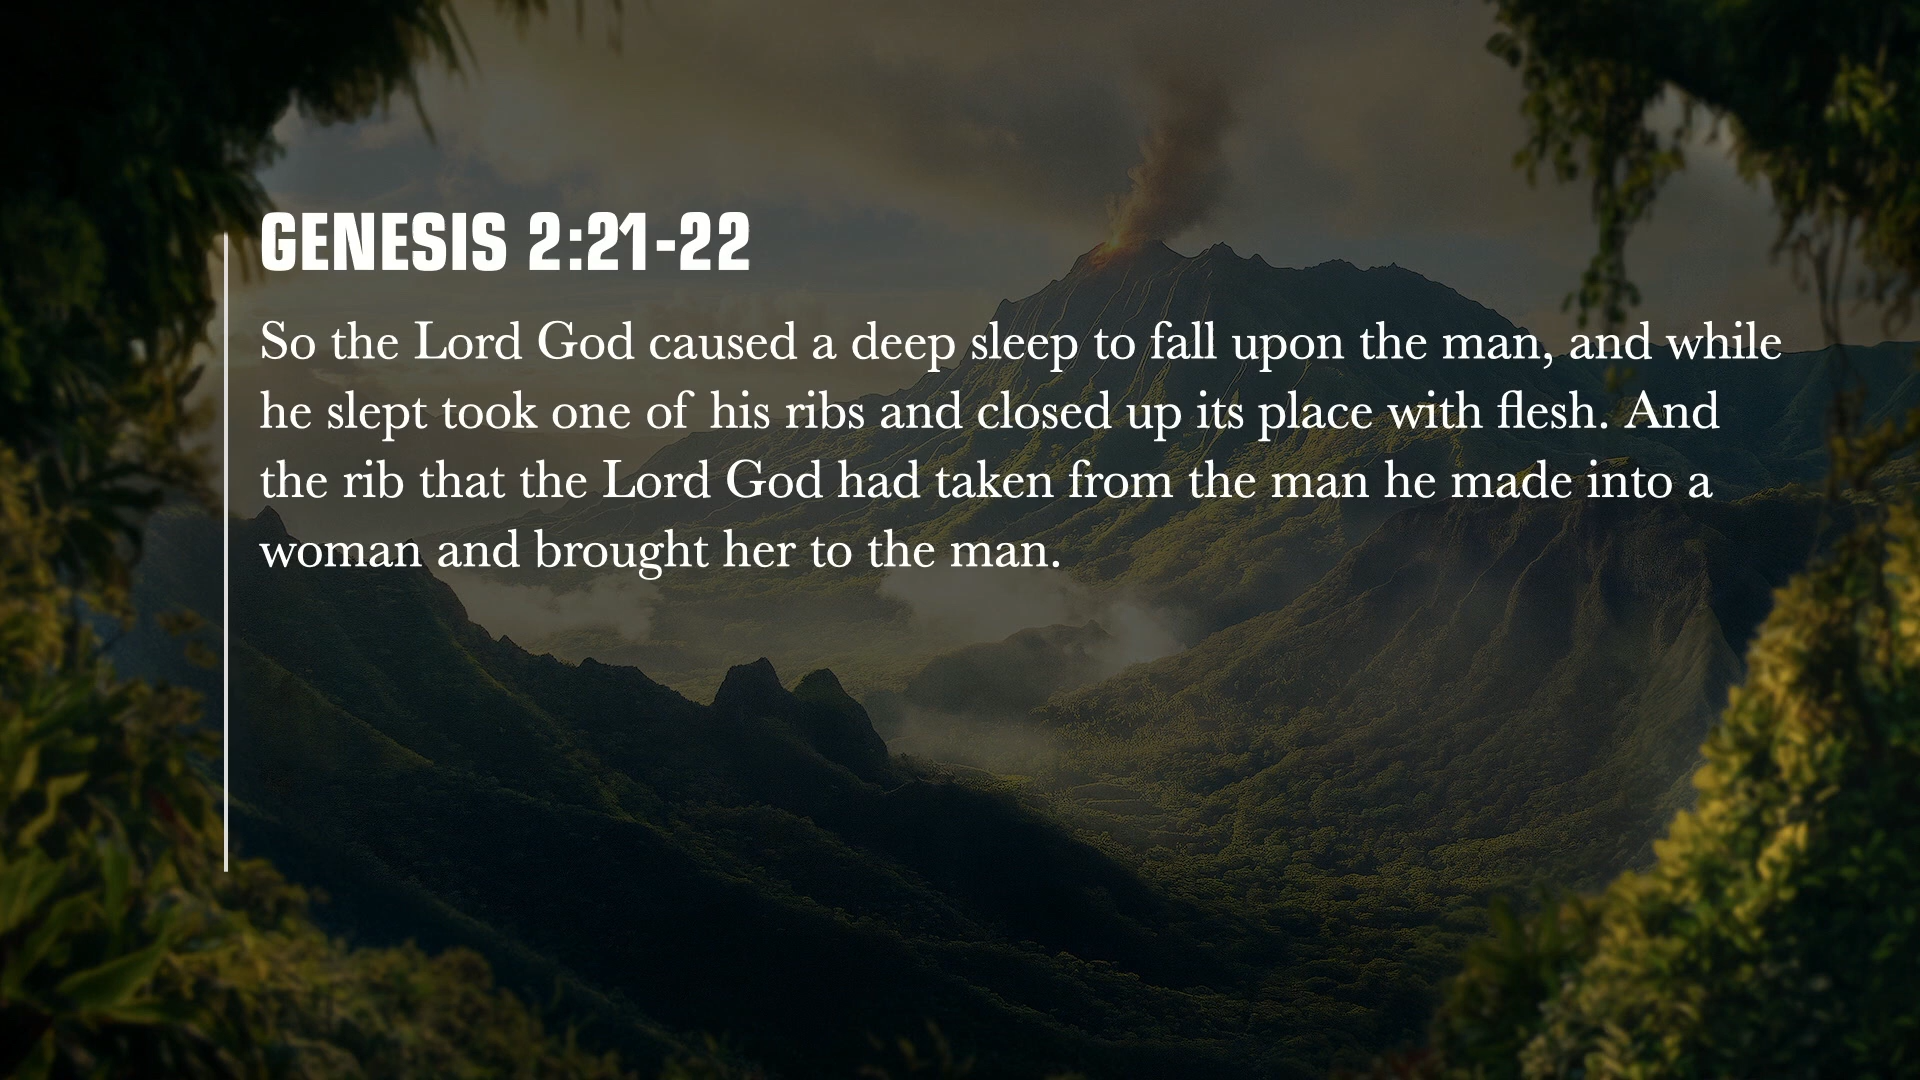 GENESIS 2:21-22
So the Lord God caused a deep sleep to fall upon the man, and while
he slept took one of his ribs and closed up its place with flesh. And
the rib that the Lord God had taken from the man he made into a
woman and brought her to the man.